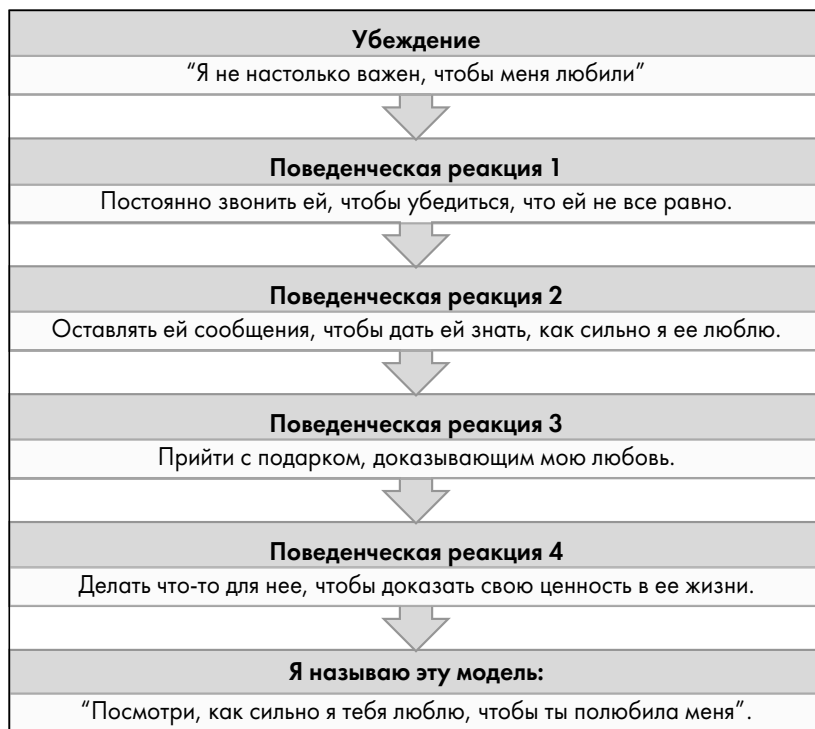 Убеждение
“Я не настолько важен, чтобы меня любили”
Поведенческая реакция 1
Постоянно звонить ей, чтобы убедиться, что ей не все равно.
Поведенческая реакция 2
Оставлять ей сообщения, чтобы дать ей знать, как сильно я ее люблю.
Поведенческая реакция 3
Прийти с подарком, доказывающим мою любовь.
Поведенческая реакция 4
Делать что-то для нее, чтобы доказать свою ценность в ее жизни.
Я называю эту модель:
“Посмотри, как сильно я тебя люблю, чтобы ты полюбила меня”.